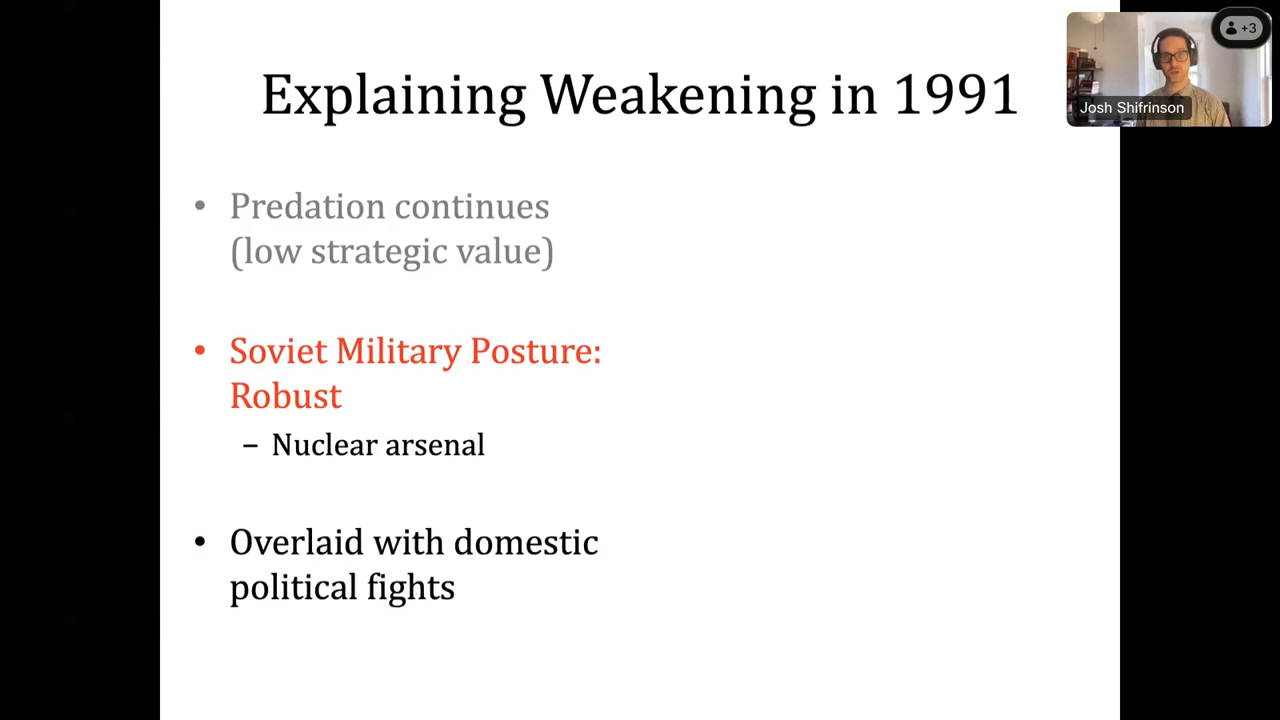 Explaining Weakening in 1991
+3
Josh Shifrinson
• Predation continues
(low strategic value)
• Soviet Military Posture:
Robust
– Nuclear arsenal
• Overlaid with domestic
political fights